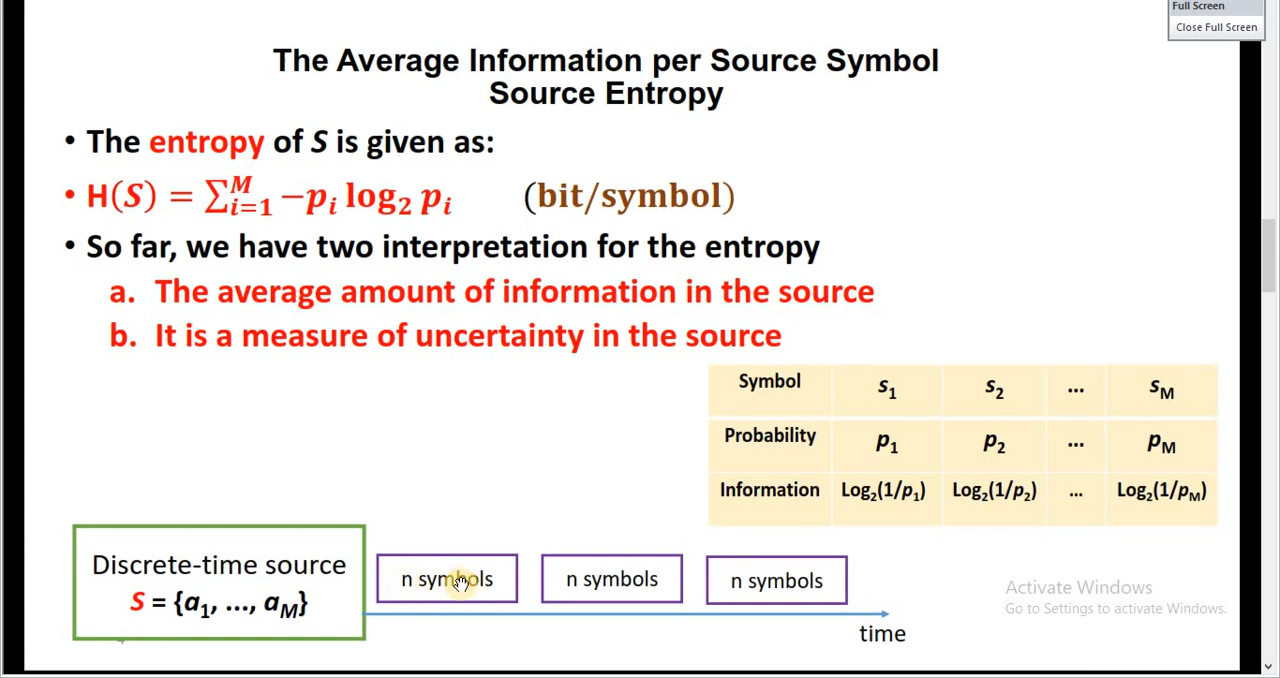 Full Screen
Close Full Screen
The Average Information per Source Symbol
Source Entropy
• The entropy of S is given as:
• H(S) = ∑_{i=1}^{M} −p_i log_2 p_i (bit/symbol)
• So far, we have two interpretation for the entropy
a. The average amount of information in the source
b. It is a measure of uncertainty in the source
Symbol s_1 s_2 ... s_M
Probability p_1 p_2 ... p_M
Information Log_2(1/p_1) Log_2(1/p_2) ... Log_2(1/p_M)
Discrete-time source
S = {a_1, ..., a_M}
n symbols n symbols n symbols
time
Activate Windows
Go to Settings to activate Windows.